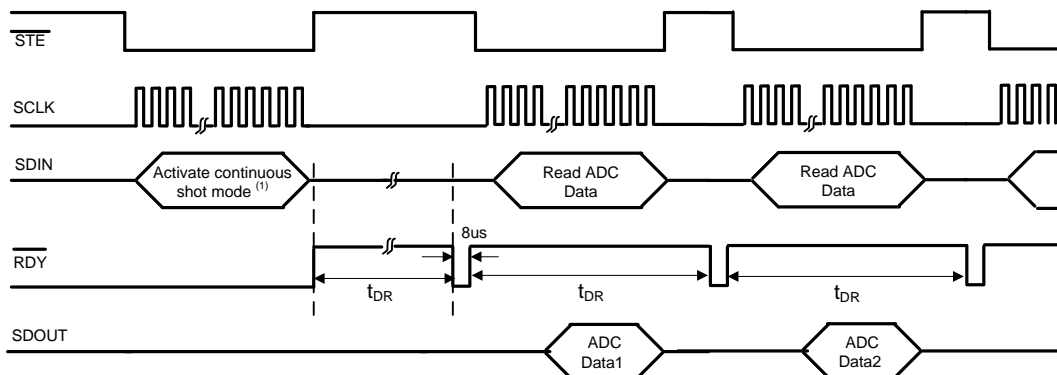 STE
SCLK
SDIN
Activate continuous
shot mode (1)
Read ADC
Data
Read ADC
Data
8us
RDY
tDR
tDR
tDR
SDOUT
ADC
Data1
ADC
Data2